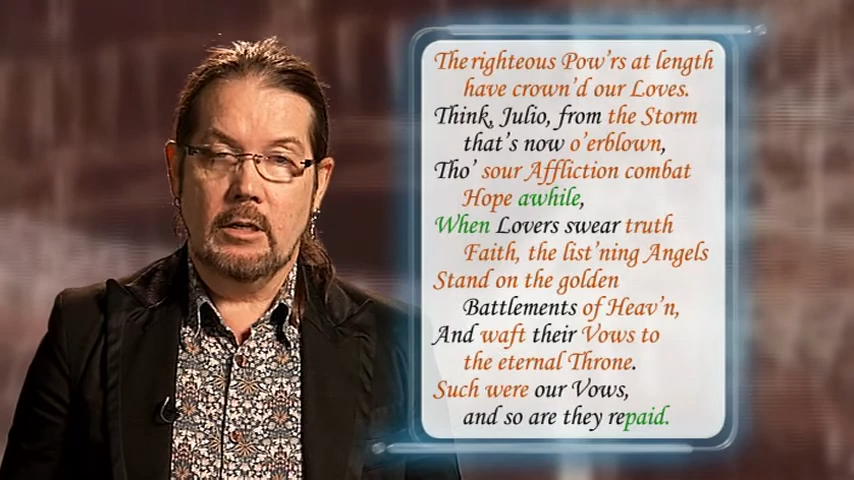 The righteous Pow'rs at length
have crown'd our Loves.
Think, Julio, from the Storm
that's now o'erblown,
Tho' sour Affliction combat
Hope awhile,
When Lovers swear truth
Faith, the list'ning Angels
Stand on the golden
Battlements of Heav'n,
And waft their Vows to
the eternal Throne.
Such were our Vows,
and so are they repaid.